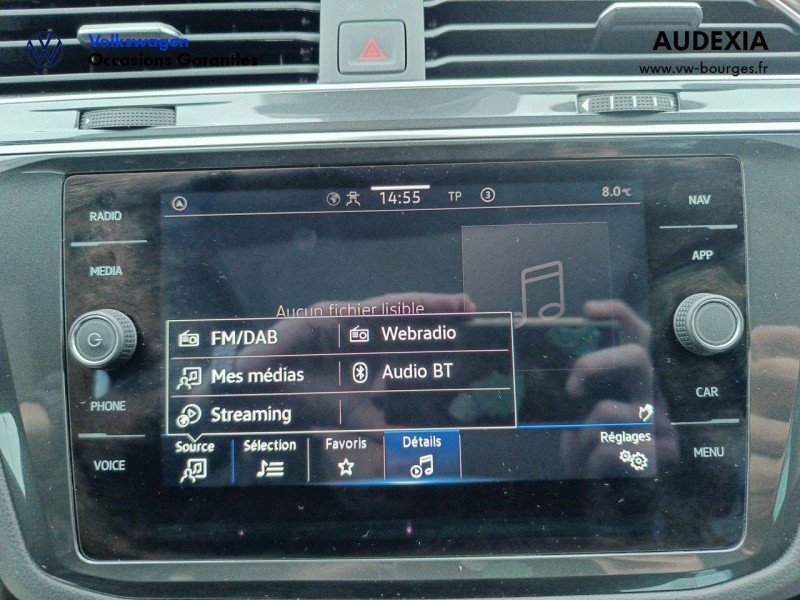 Volkswagen
Occasions Garanties
AUDEXIA
www.vw-bourges.fr
RADIO
MEDIA
PHONE
VOICE
14:55 TP 3 8.0°C
Aucun fichier lisible
FM/DAB
Webradio
Mes médias
Audio BT
Streaming
Source
Sélection
Favoris
Détails
Réglages
NAV
APP
CAR
MENU